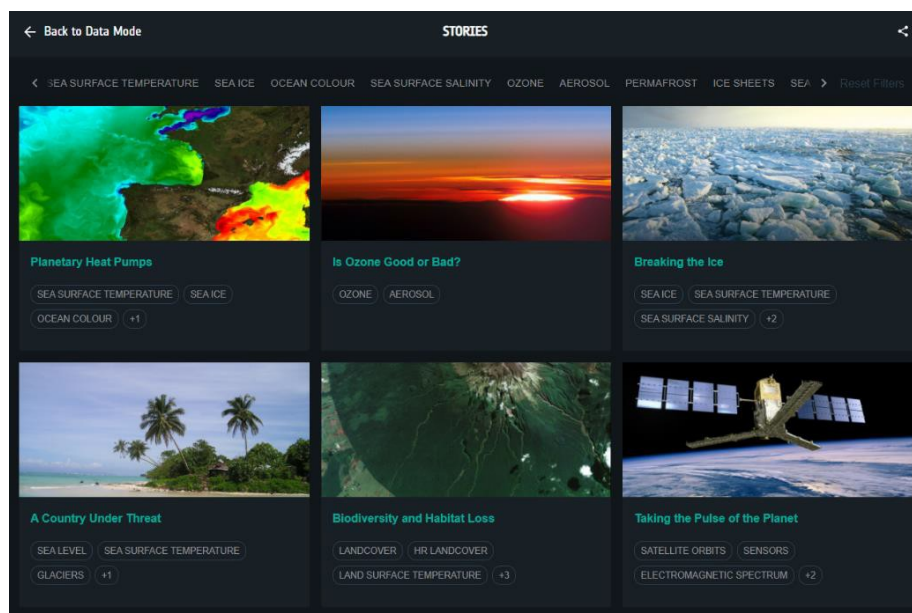 ← Back to Data Mode
STORIES
SEA SURFACE TEMPERATURE SEA ICE OCEAN COLOUR SEA SURFACE SALINITY OZONE AEROSOL PERMAFROST ICE SHEETS SEA Reset Filters
Planetary Heat Pumps
SEA SURFACE TEMPERATURE SEA ICE
OCEAN COLOUR +1
Is Ozone Good or Bad?
OZONE AEROSOL
Breaking the Ice
SEA ICE SEA SURFACE TEMPERATURE
SEA SURFACE SALINITY +2
A Country Under Threat
SEA LEVEL SEA SURFACE TEMPERATURE
GLACIERS +1
Biodiversity and Habitat Loss
LANDCOVER HR LANDCOVER
LAND SURFACE TEMPERATURE +3
Taking the Pulse of the Planet
SATELLITE ORBITS SENSORS
ELECTROMAGNETIC SPECTRUM +2